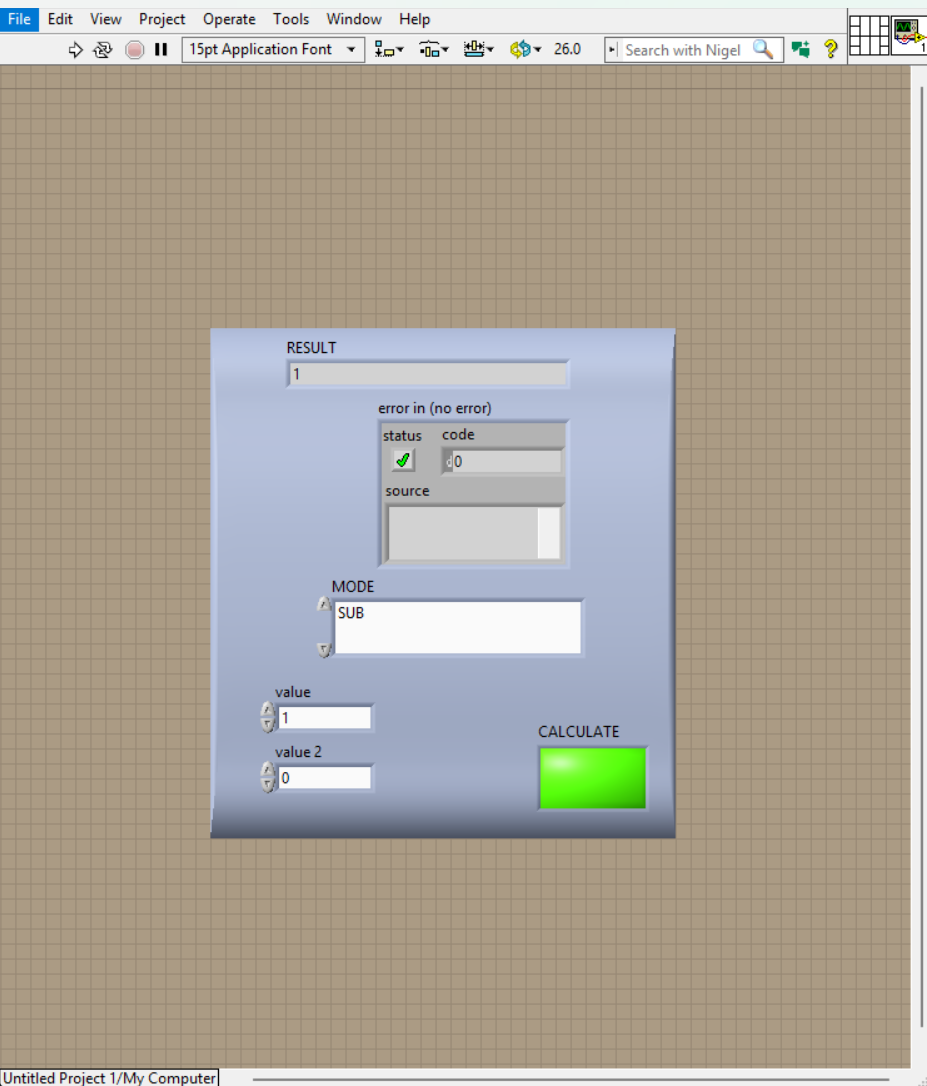 File Edit View Project Operate Tools Window Help
15pt Application Font 26.0 Search with Nigel
1
RESULT
1
error in (no error)
status code
d 0
source
MODE
SUB
value
1
CALCULATE
value 2
0
Untitled Project 1/My Computer